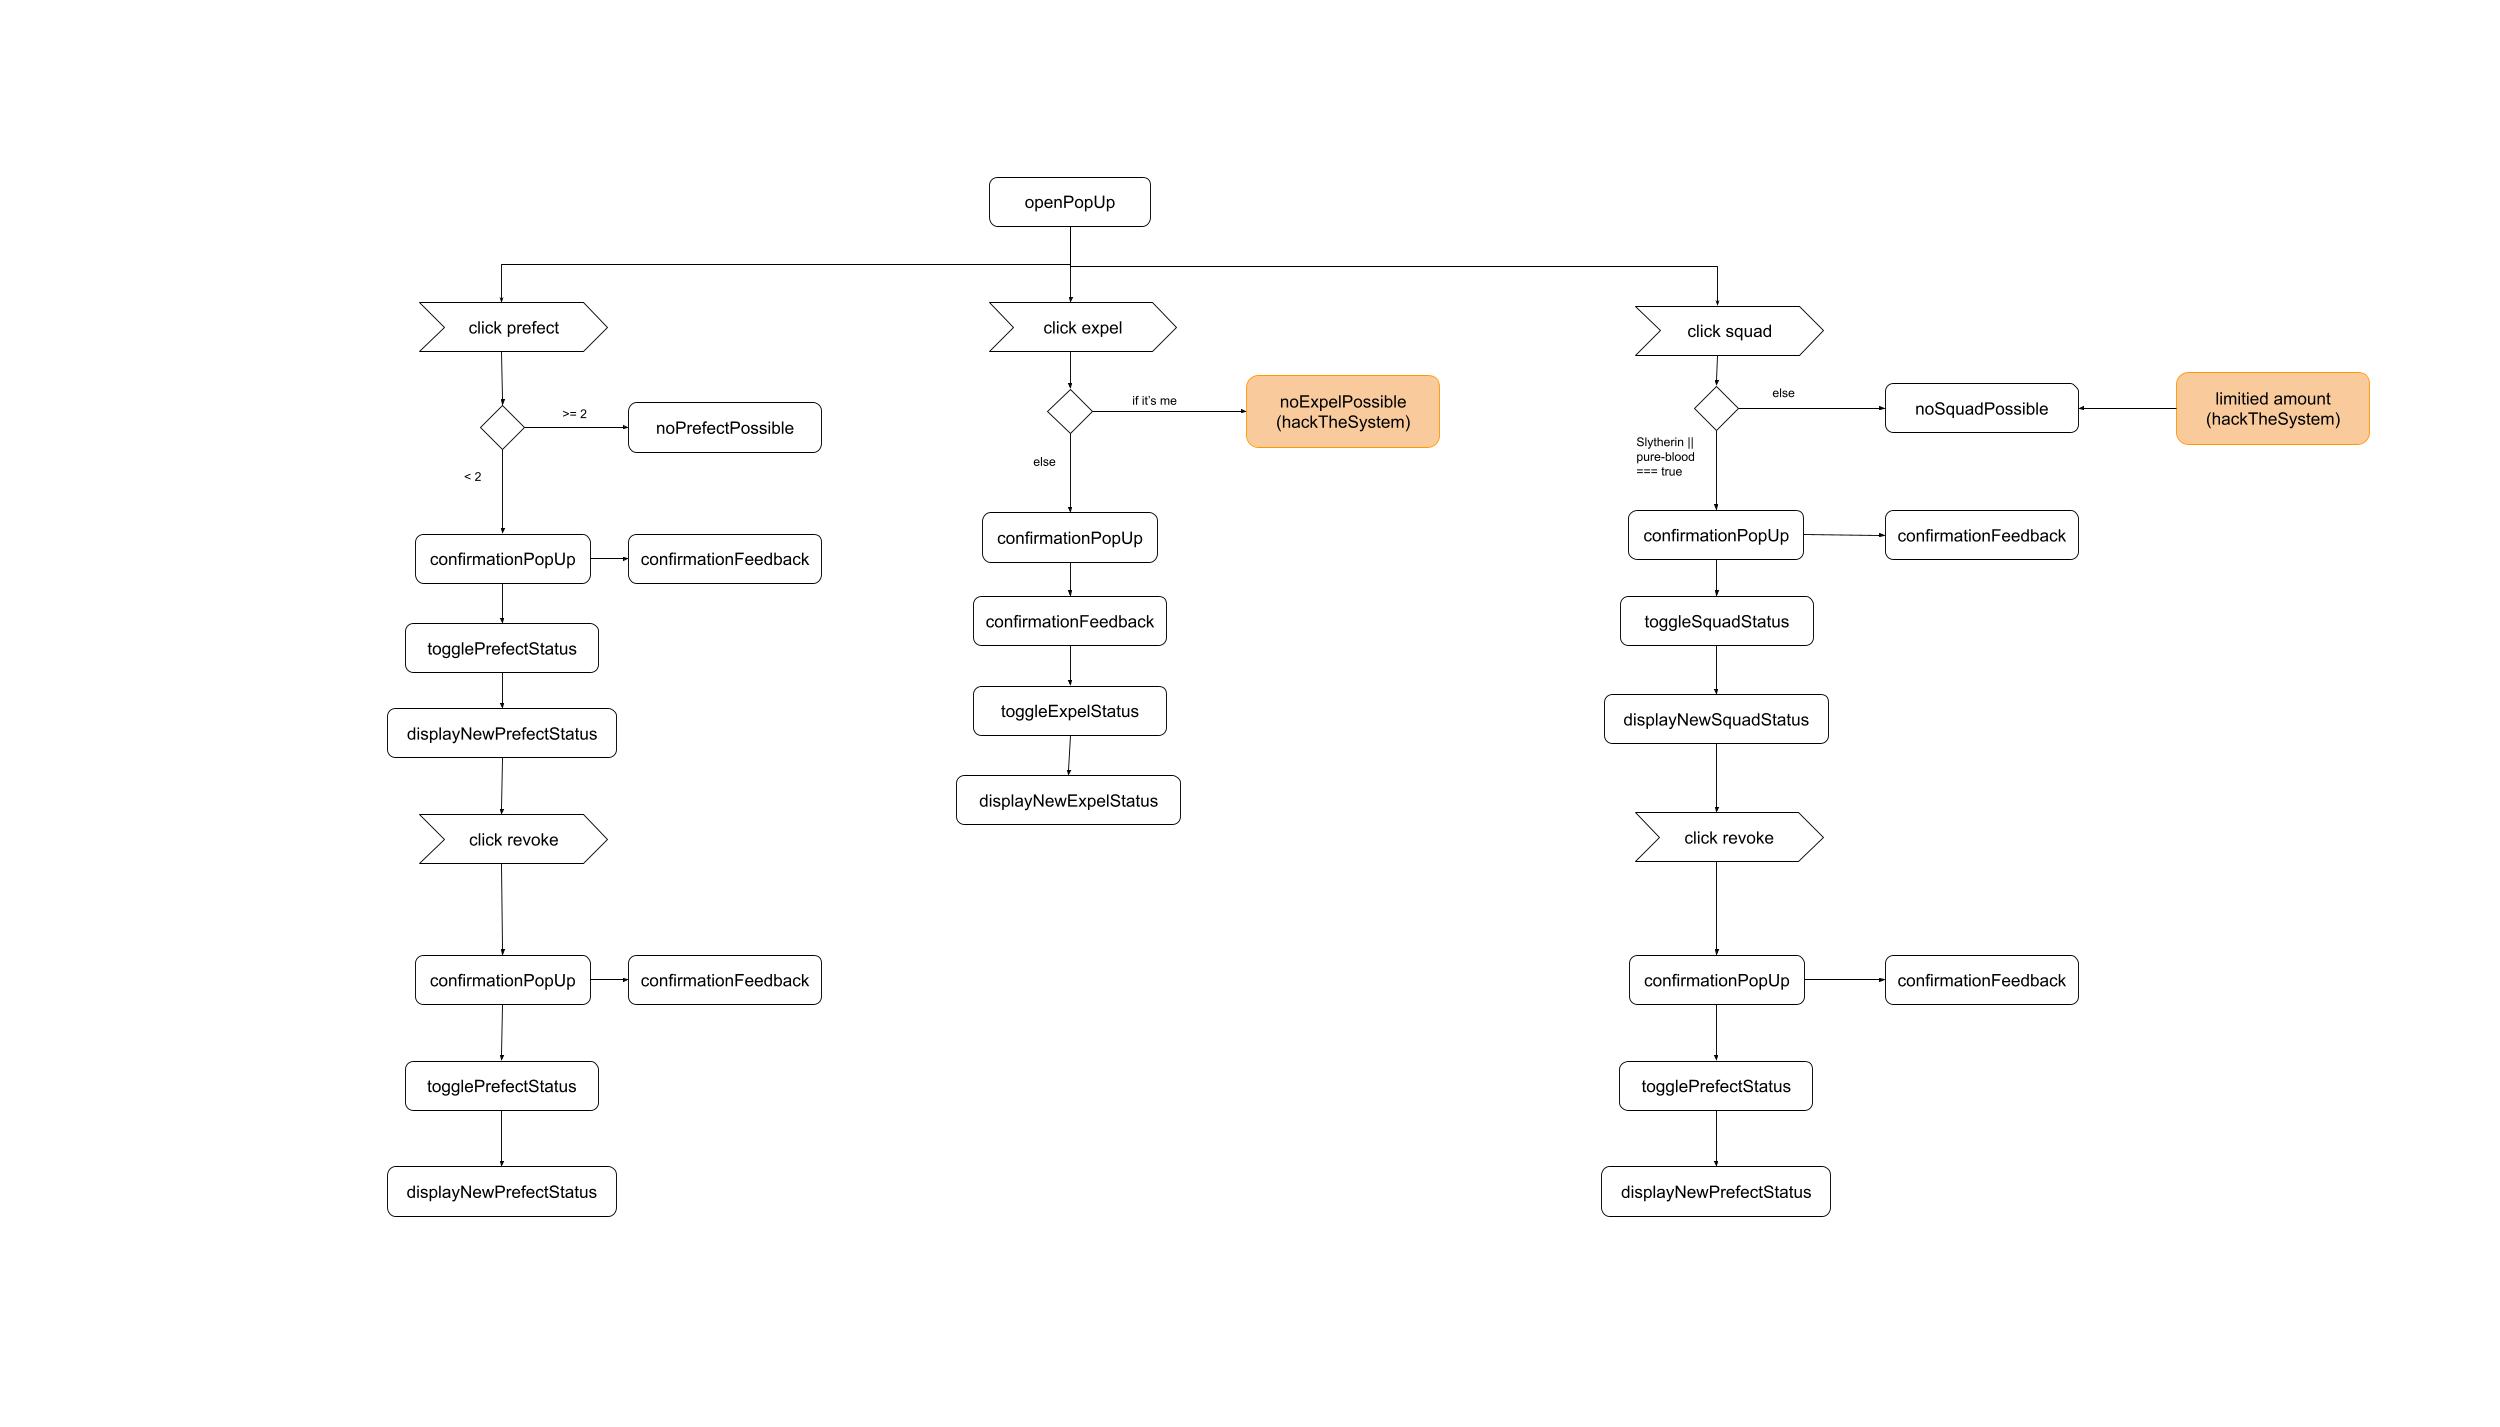 openPopUp
click prefect
>= 2
noPrefectPossible
< 2
confirmationPopUp
confirmationFeedback
togglePrefectStatus
displayNewPrefectStatus
click revoke
confirmationPopUp
confirmationFeedback
togglePrefectStatus
displayNewPrefectStatus
click expel
if it's me
noExpelPossible
(hackTheSystem)
else
confirmationPopUp
confirmationFeedback
toggleExpelStatus
displayNewExpelStatus
click squad
else
noSquadPossible
limitied amount
(hackTheSystem)
Slytherin ||
pure-blood
=== true
confirmationPopUp
confirmationFeedback
toggleSquadStatus
displayNewSquadStatus
click revoke
confirmationPopUp
confirmationFeedback
togglePrefectStatus
displayNewPrefectStatus